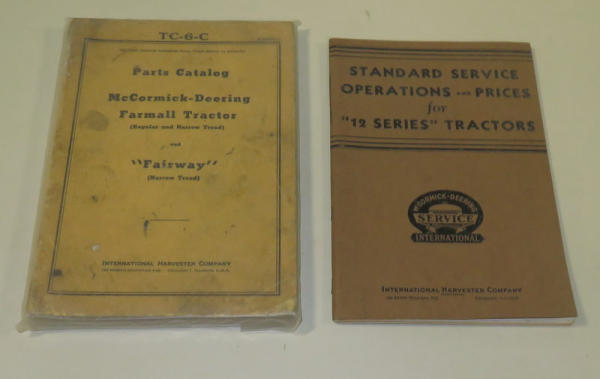 TC-6-C
Parts Catalog
McCormick-Deering
Farmall Tractor
(Regular and Narrow Tread)
and
"Fairway"
(Narrow Tread)
INTERNATIONAL HARVESTER COMPANY
STANDARD SERVICE
OPERATIONS AND PRICES
for
"12 SERIES" TRACTORS
McCORMICK-DEERING
SERVICE
INTERNATIONAL
INTERNATIONAL HARVESTER COMPANY